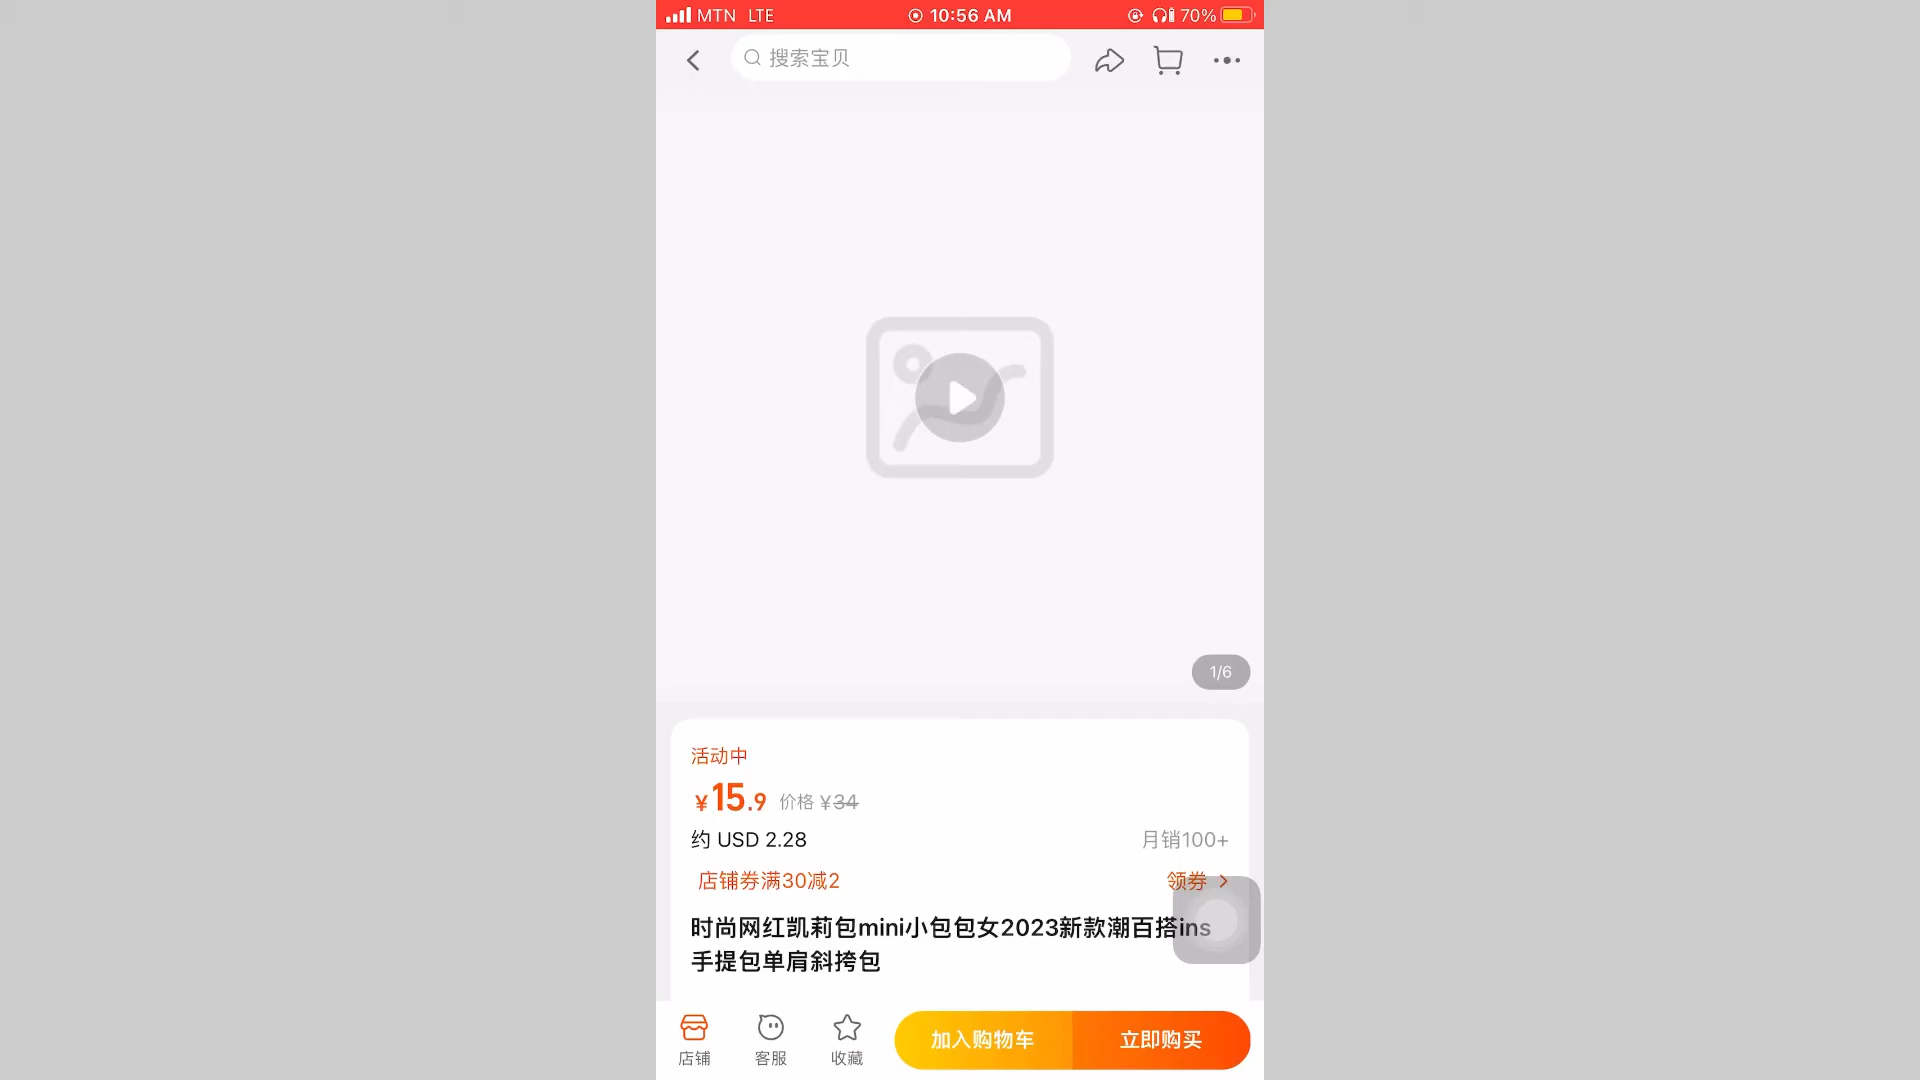 MTN LTE 10:56 AM 70%
搜索宝贝
1/6
活动中
¥15.9 价格 ¥34
约 USD 2.28 月销100+
店铺券满30减2 领券
时尚网红凯莉包mini小包包女2023新款潮百搭ins
手提包单肩斜挎包
店铺 客服 收藏 加入购物车 立即购买